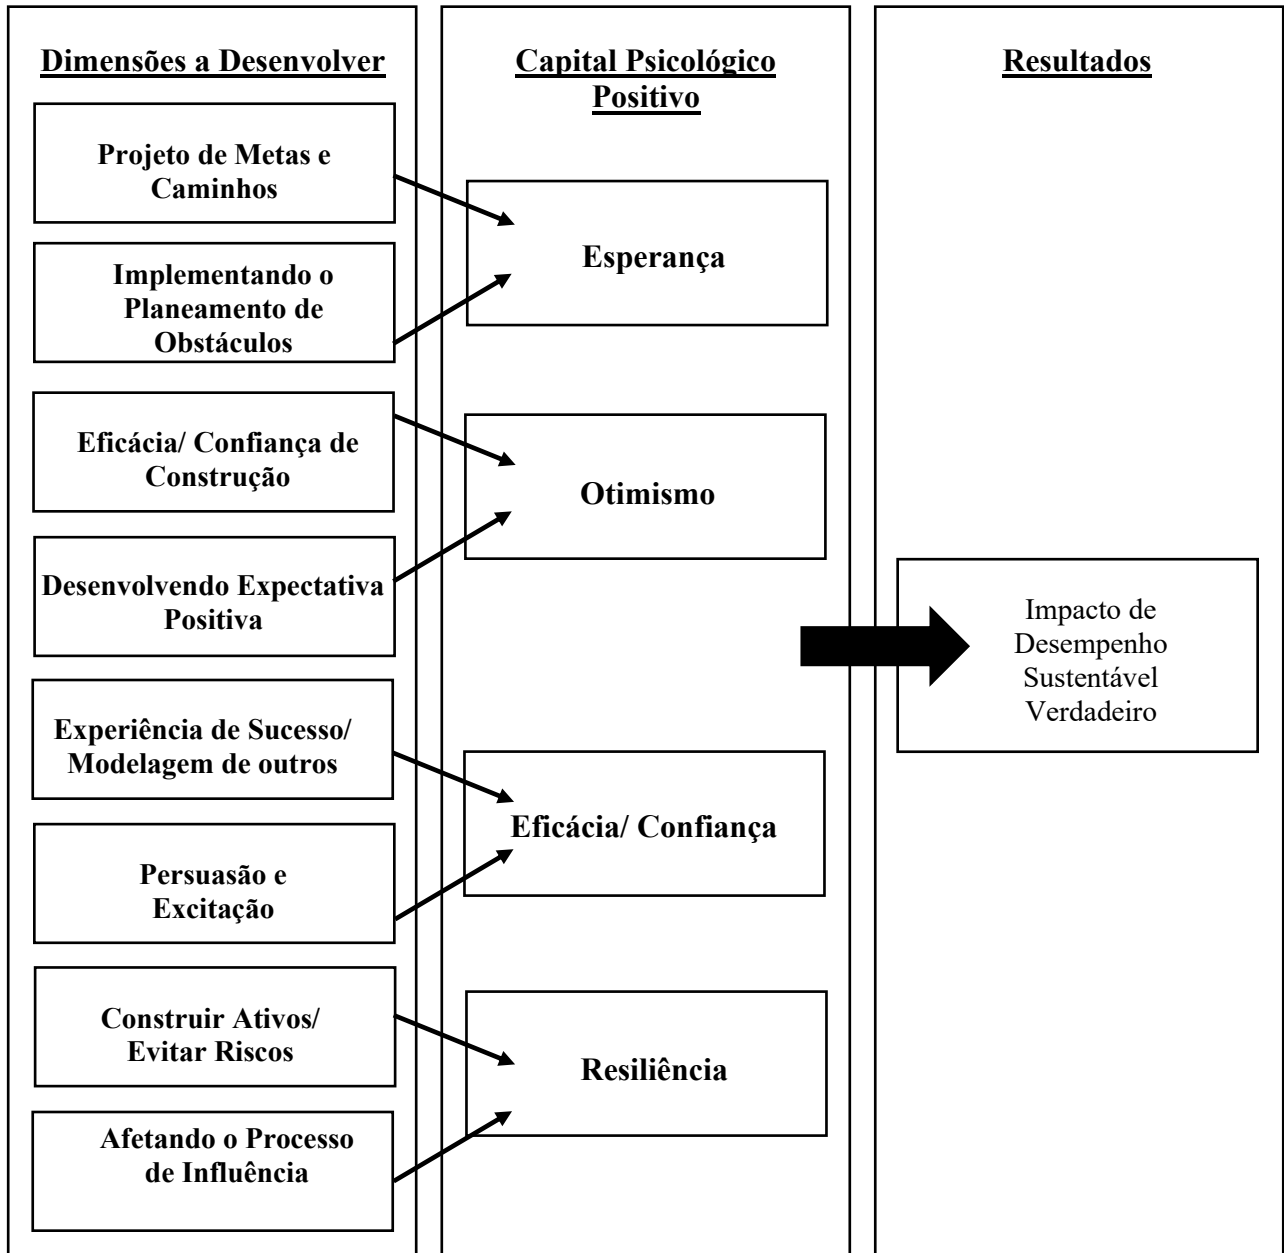 Dimensões a Desenvolver
Projeto de Metas e
Caminhos
Implementando o
Planeamento de
Obstáculos
Eficácia/ Confiança de
Construção
Desenvolvendo Expectativa
Positiva
Experiência de Sucesso/
Modelagem de outros
Persuasão e
Excitação
Construir Ativos/
Evitar Riscos
Afetando o Processo
de Influência
Capital Psicológico
Positivo
Esperança
Otimismo
Eficácia/ Confiança
Resiliência
Resultados
Impacto de
Desempenho
Sustentável
Verdadeiro